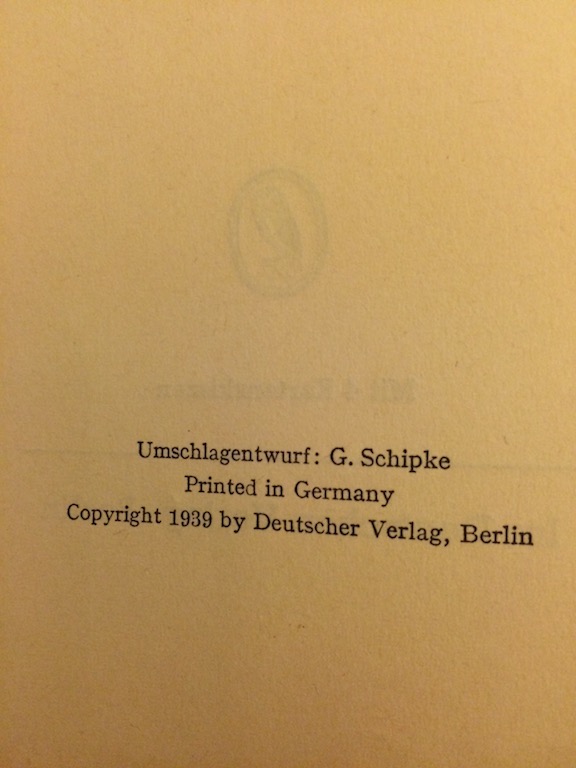 Umschlagentwurf: G. Schipke
Printed in Germany
Copyright 1939 by Deutscher Verlag, Berlin